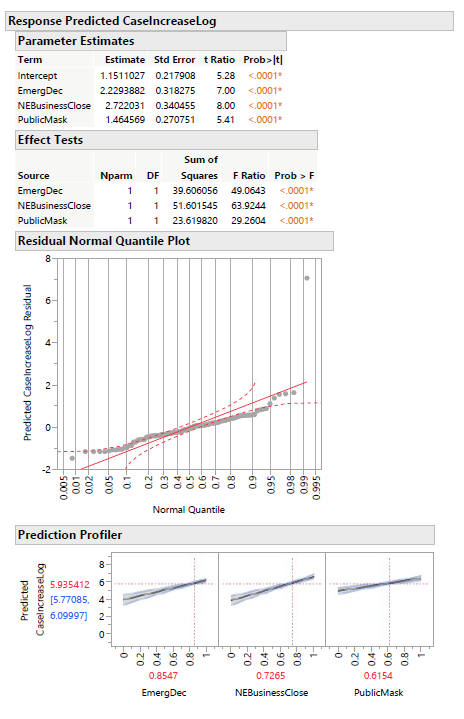 Response Predicted CaseIncreaseLog
Parameter Estimates
Term Estimate Std Error t Ratio Prob>|t|
Intercept 1.1511027 0.217908 5.28 <.0001*
EmergDec 2.2293882 0.318275 7.00 <.0001*
NEBusinessClose 2.722031 0.340455 8.00 <.0001*
PublicMask 1.464569 0.270751 5.41 <.0001*
Effect Tests
Sum of
Source Nparm DF Squares F Ratio Prob > F
EmergDec 1 1 39.606056 49.0643 <.0001*
NEBusinessClose 1 1 51.601545 63.9244 <.0001*
PublicMask 1 1 23.619820 29.2604 <.0001*
Residual Normal Quantile Plot
Predicted CaseIncreaseLog Residual
8
6
4
2
0
-2
0.005 0.01 0.02 0.05 0.1 0.2 0.3 0.4 0.5 0.6 0.7 0.8 0.9 0.95 0.98 0.99 0.995
Normal Quantile
Prediction Profiler
Predicted
CaseIncreaseLog
5.935412
[5.77085,
6.09997]
8
6
4
2
0
0 0.2 0.4 0.6 0.8 1 0 0.2 0.4 0.6 0.8 1 0 0.2 0.4 0.6 0.8 1
0.8547 0.7265 0.6154
EmergDec NEBusinessClose PublicMask